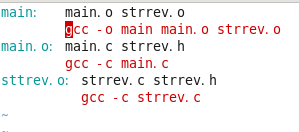 main:   main.o strrev.o
        gcc -o main main.o strrev.o
main.o: main.c strrev.h
        gcc -c main.c
sttrev.o:  strrev.c strrev.h
          gcc -c strrev.c
~
~